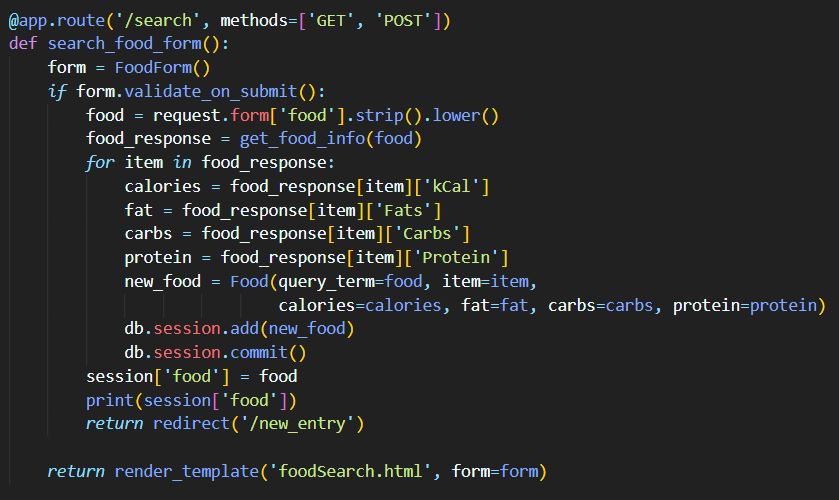 @app.route('/search', methods=['GET', 'POST'])
def search_food_form():
    form = FoodForm()
    if form.validate_on_submit():
        food = request.form['food'].strip().lower()
        food_response = get_food_info(food)
        for item in food_response:
            calories = food_response[item]['kCal']
            fat = food_response[item]['Fats']
            carbs = food_response[item]['Carbs']
            protein = food_response[item]['Protein']
            new_food = Food(query_term=food, item=item,
                            calories=calories, fat=fat, carbs=carbs, protein=protein)
            db.session.add(new_food)
            db.session.commit()
        session['food'] = food
        print(session['food'])
        return redirect('/new_entry')

    return render_template('foodSearch.html', form=form)